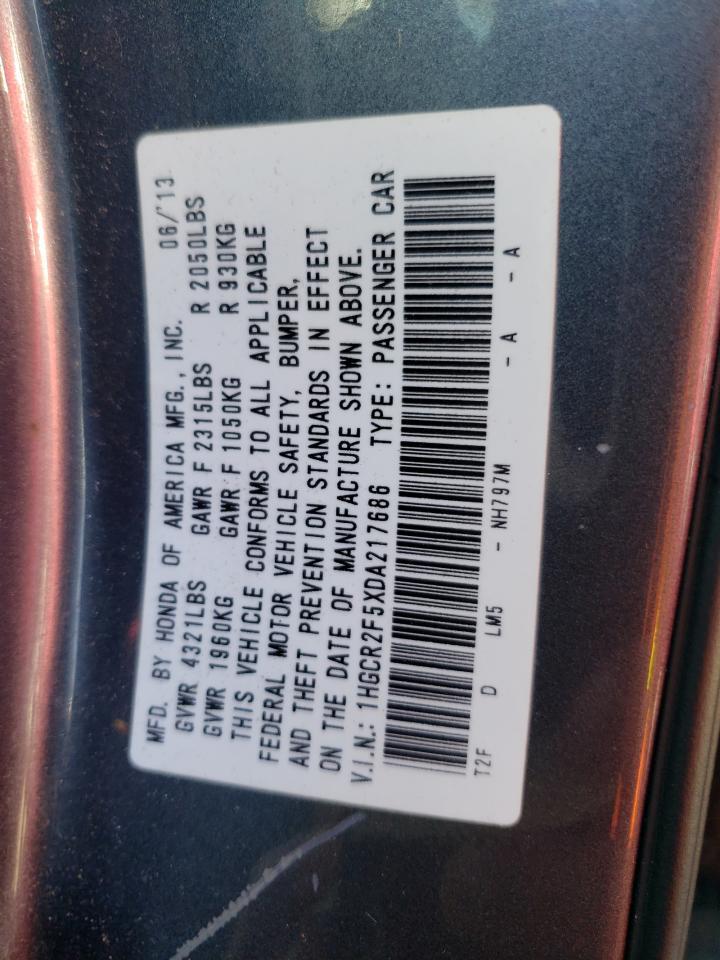 MFD. BY HONDA OF AMERICA MFG., INC. 06/'13
GVWR 4321LBS GAWR F 2315LBS R 2050LBS
GVWR 1960KG GAWR F 1050KG R 930KG
THIS VEHICLE CONFORMS TO ALL APPLICABLE
FEDERAL MOTOR VEHICLE SAFETY, BUMPER,
AND THEFT PREVENTION STANDARDS IN EFFECT
ON THE DATE OF MANUFACTURE SHOWN ABOVE.
V.I.N.: 1HGCR2F5XDA217686 TYPE: PASSENGER CAR
T2F D LM5 - NH797M - A - A